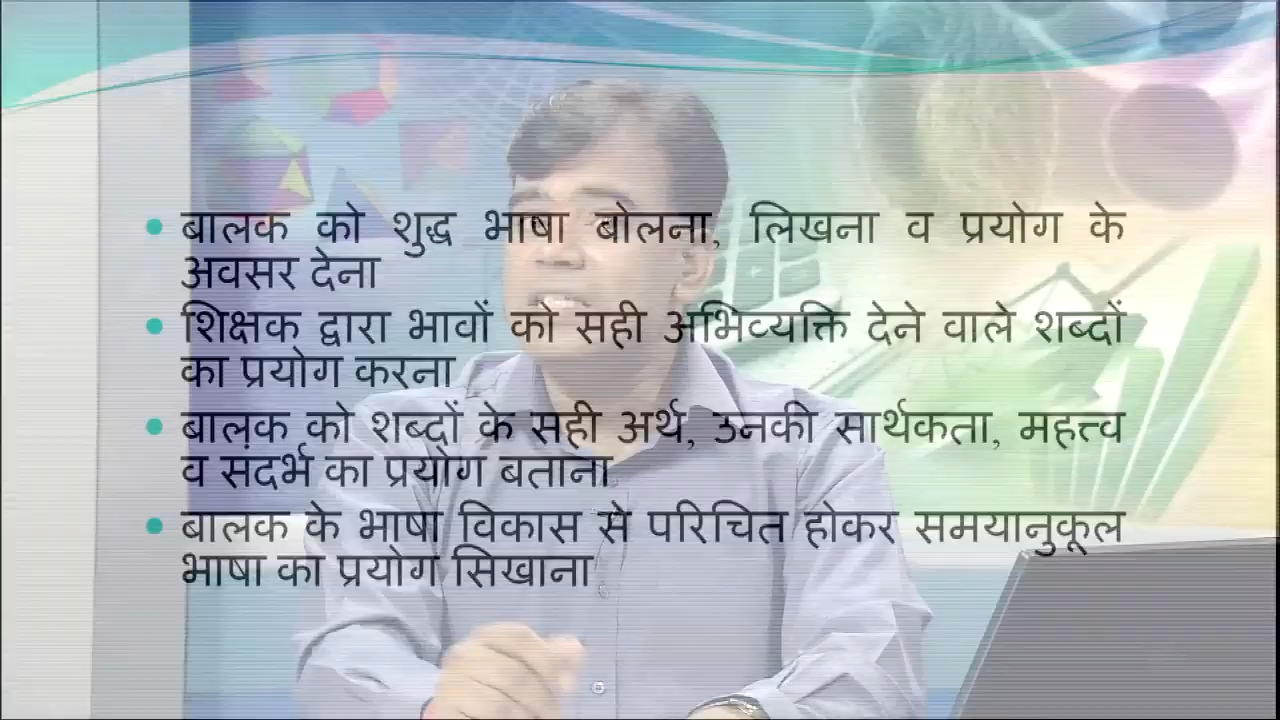 • बालक को शुद्ध भाषा बोलना, लिखना व प्रयोग के
अवसर देना
• शिक्षक द्वारा भावों को सही अभिव्यक्ति देने वाले शब्दों
का प्रयोग करना
• बालक को शब्दों के सही अर्थ, उनकी सार्थकता, महत्त्व
व संदर्भ का प्रयोग बताना
• बालक के भाषा विकास से परिचित होकर समयानुकूल
भाषा का प्रयोग सिखाना